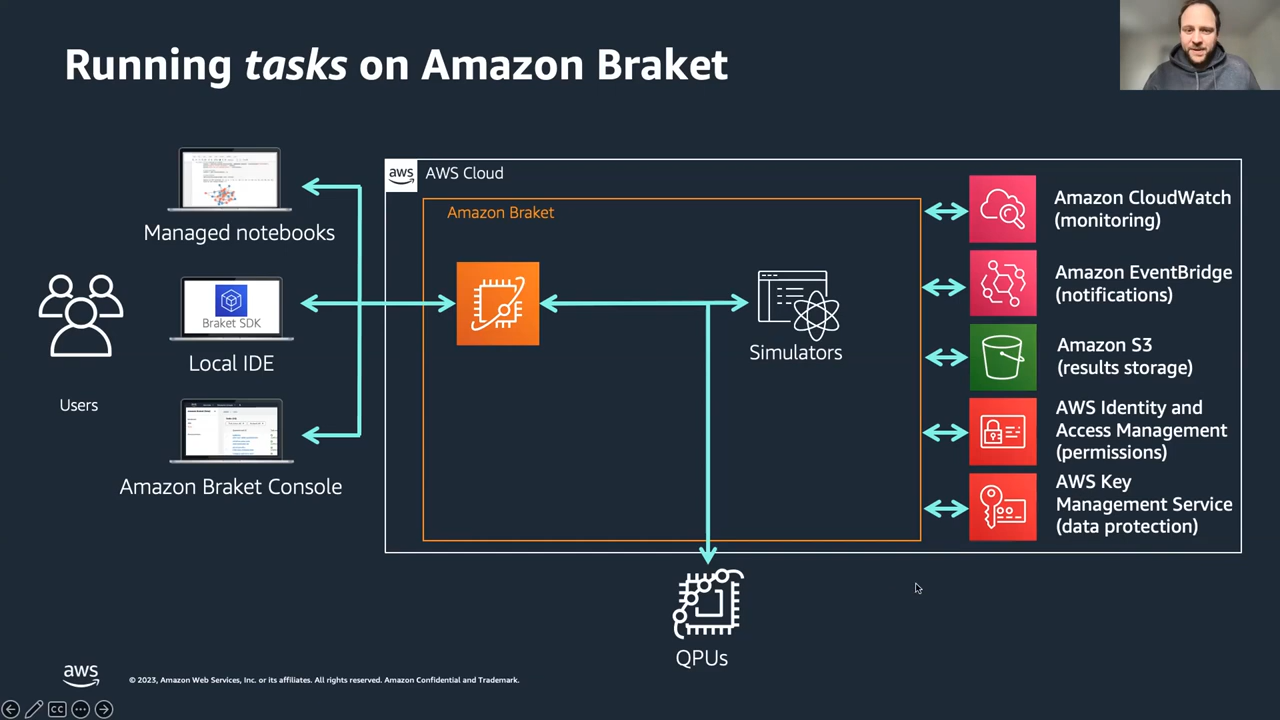 Running tasks on Amazon Braket
Managed notebooks
Braket SDK
Local IDE
Users
Amazon Braket Console
aws
AWS Cloud
Amazon Braket
Simulators
QPUs
Amazon CloudWatch
(monitoring)
Amazon EventBridge
(notifications)
Amazon S3
(results storage)
AWS Identity and
Access Management
(permissions)
AWS Key
Management Service
(data protection)
aws
© 2023, Amazon Web Services, Inc. or its affiliates. All rights reserved. Amazon Confidential and Trademark.
CC